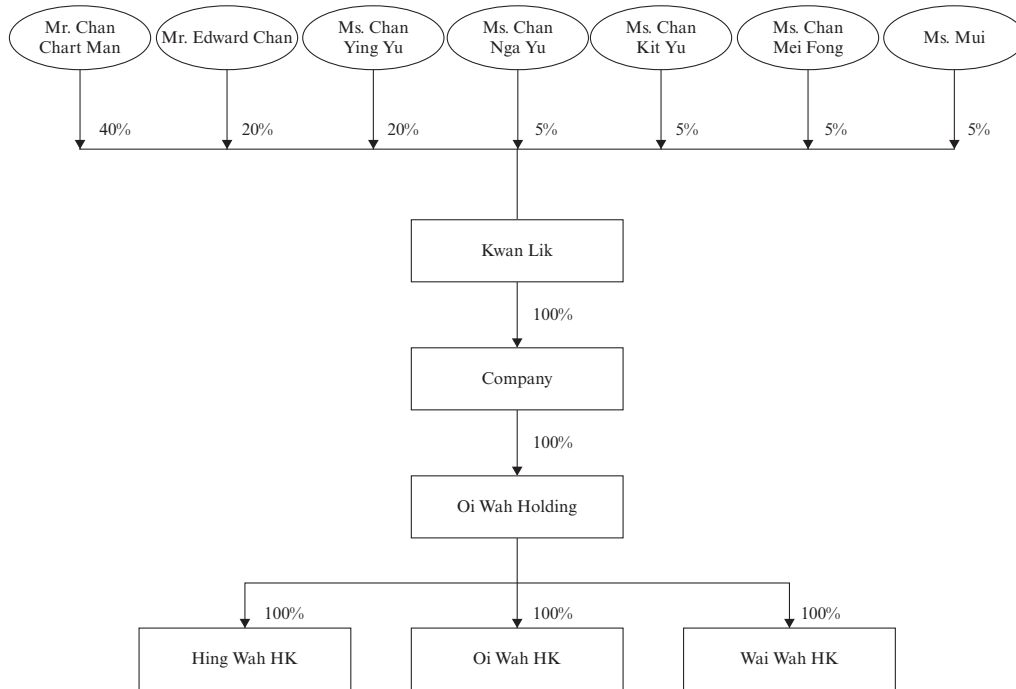 Mr. Chan
Chart Man
Mr. Edward Chan
Ms. Chan
Ying Yu
Ms. Chan
Nga Yu
Ms. Chan
Kit Yu
Ms. Chan
Mei Fong
Ms. Mui
40%
20%
20%
5%
5%
5%
5%
Kwan Lik
100%
Company
100%
Oi Wah Holding
100%
100%
100%
Hing Wah HK
Oi Wah HK
Wai Wah HK